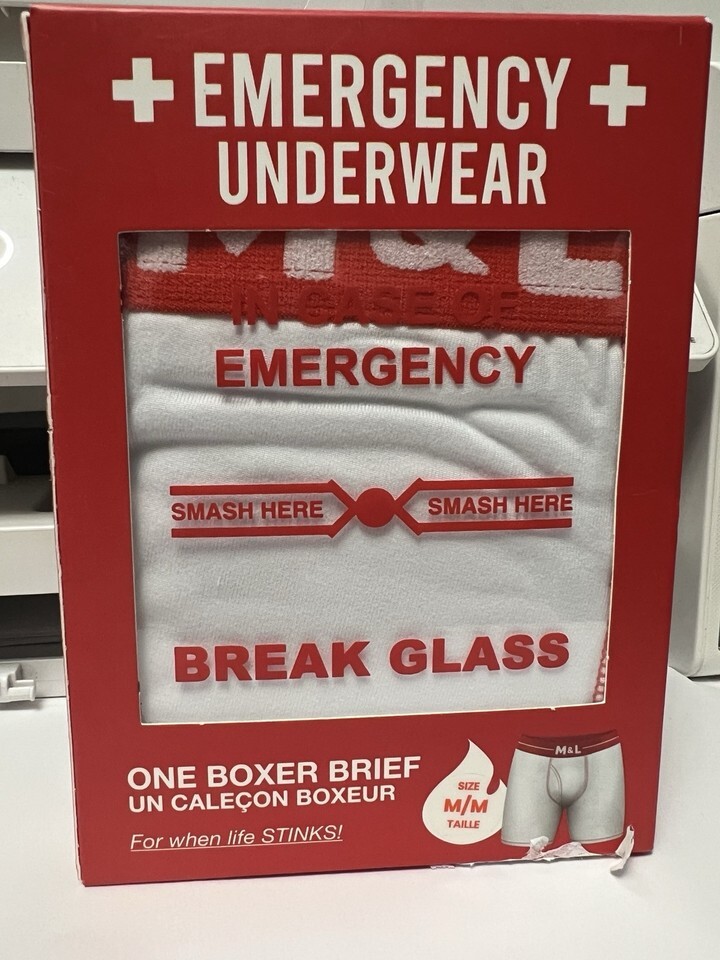 + EMERGENCY +
UNDERWEAR
M&L
IN CASE OF
EMERGENCY
SMASH HERE SMASH HERE
BREAK GLASS
ONE BOXER BRIEF
UN CALEÇON BOXEUR
For when life STINKS!
SIZE
M/M
TAILLE
M&L